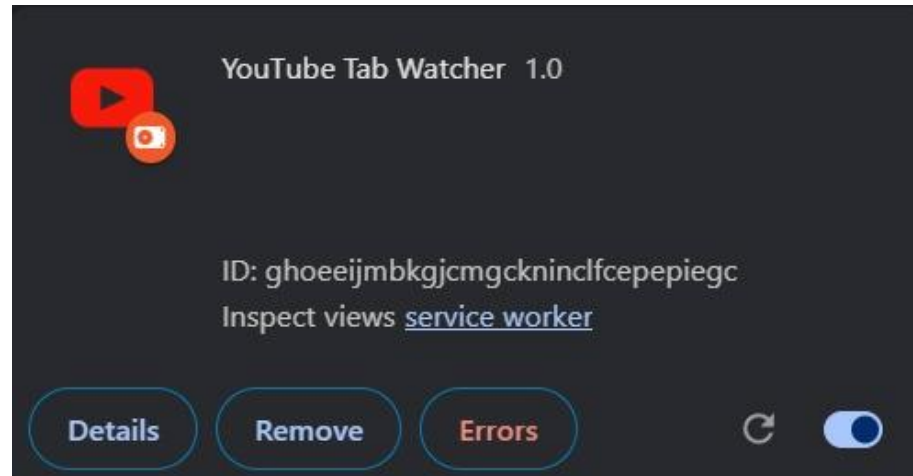 YouTube Tab Watcher 1.0
ID: ghoeeijmbkgjcmgckninclfcepepiegc
Inspect views service worker
Details
Remove
Errors